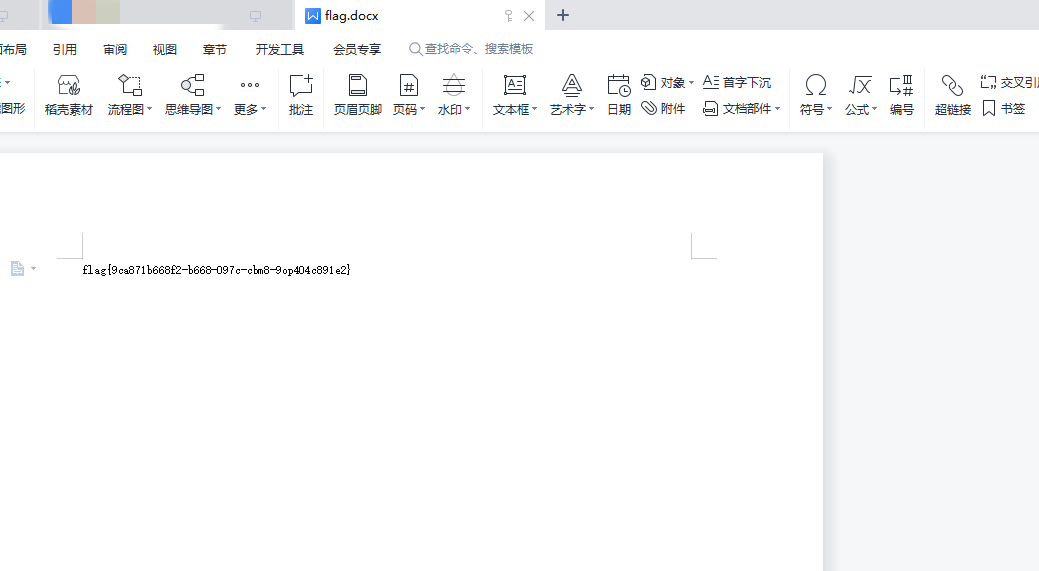 flag.docx
引用 审阅 视图 章节 开发工具 会员专享 查找命令、搜索模板
对象 首字下沉 交叉引
图形 稻壳素材 流程图 思维导图 更多 批注 页眉页脚 页码 水印 文本框 艺术字 日期 附件 文档部件 符号 公式 编号 超链接 书签
flag{9ca871b668f2-b668-097c-cbm8-9op404c891e2}